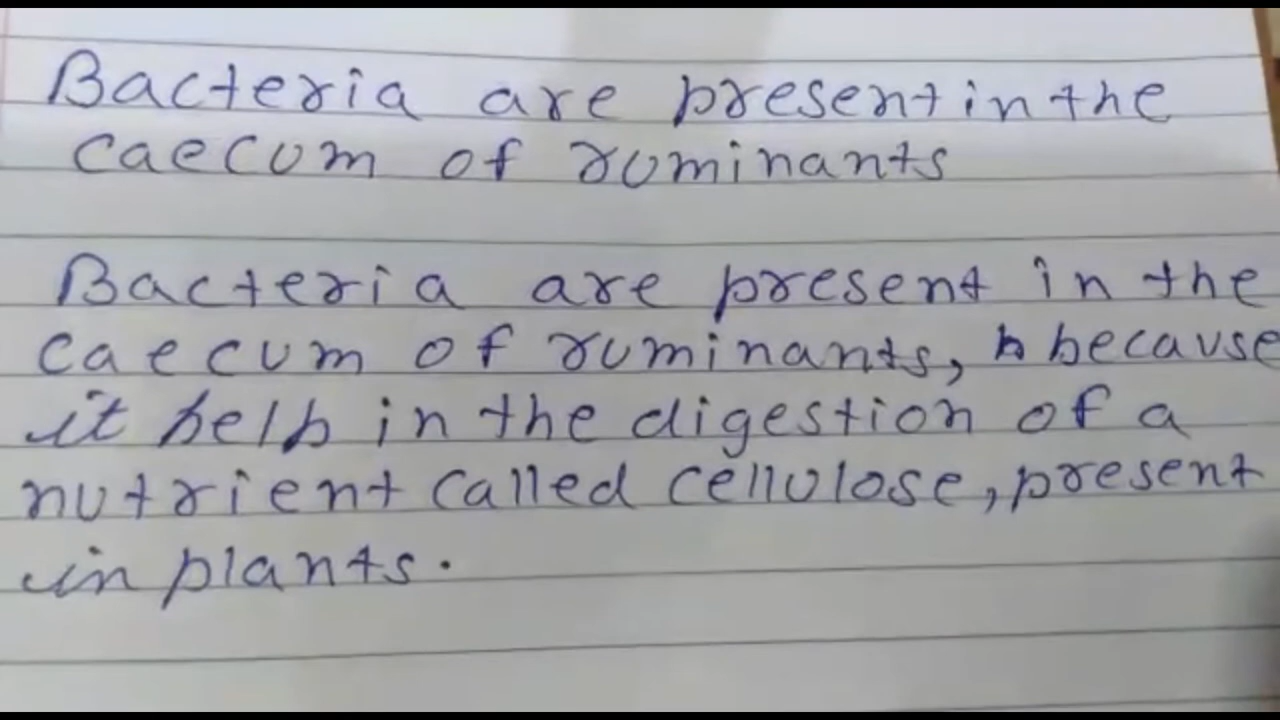 Bacteria are present in the
caecum of ruminants
Bacteria are present in the
caecum of ruminants, because
it help in the digestion of a
nutrient called cellulose, present
in plants.